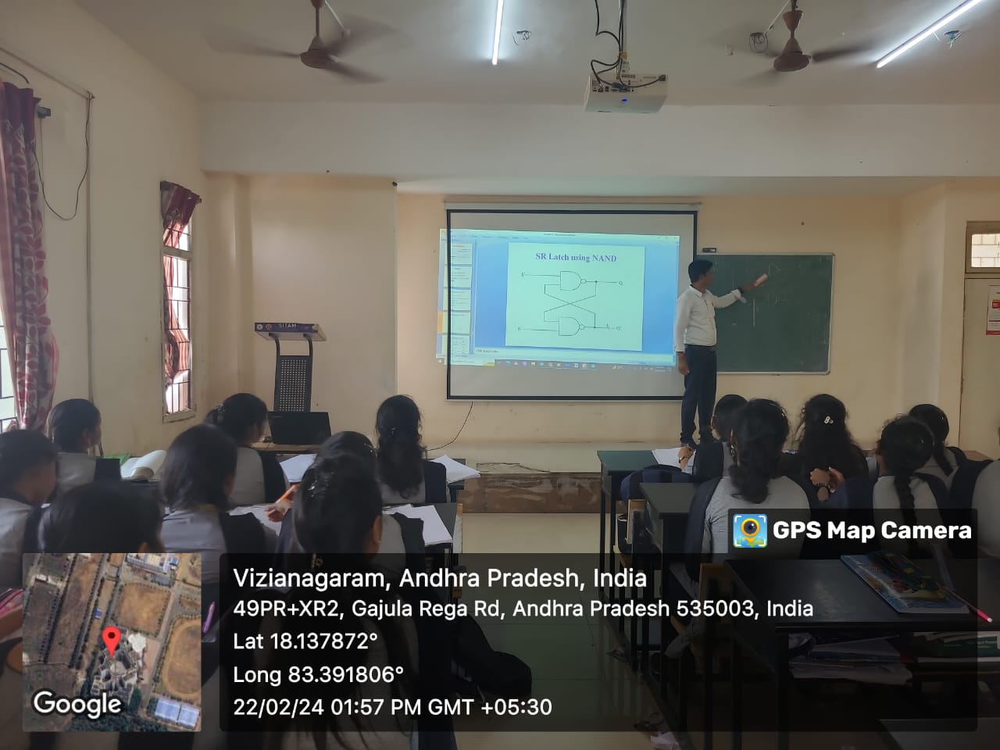 SR Latch using NAND
S
Q
R
Q'
SITAM
GPS Map Camera
Vizianagaram, Andhra Pradesh, India
49PR+XR2, Gajula Rega Rd, Andhra Pradesh 535003, India
Lat 18.137872°
Long 83.391806°
22/02/24 01:57 PM GMT +05:30
Google